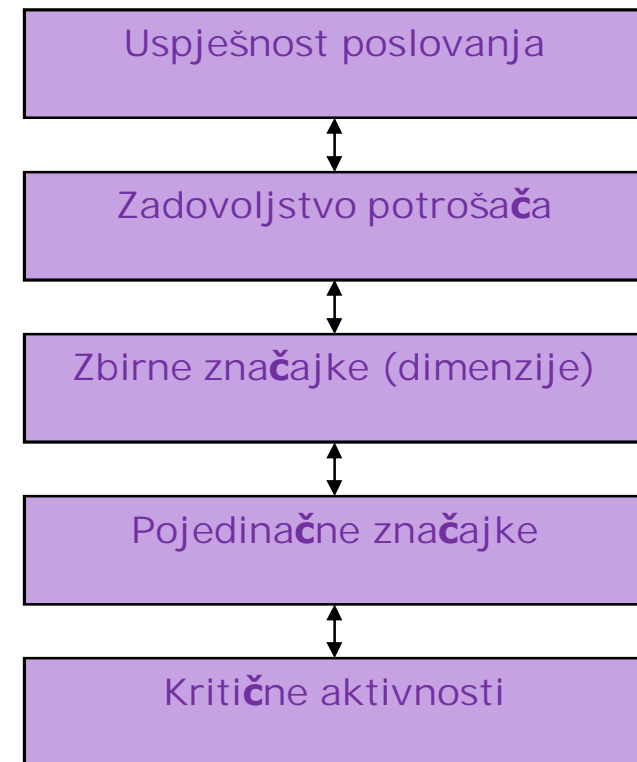 Uspješnost poslovanja
Zadovoljstvo potrošača
Zbirne značajke (dimenzije)
Pojedinačne značajke
Kritične aktivnosti